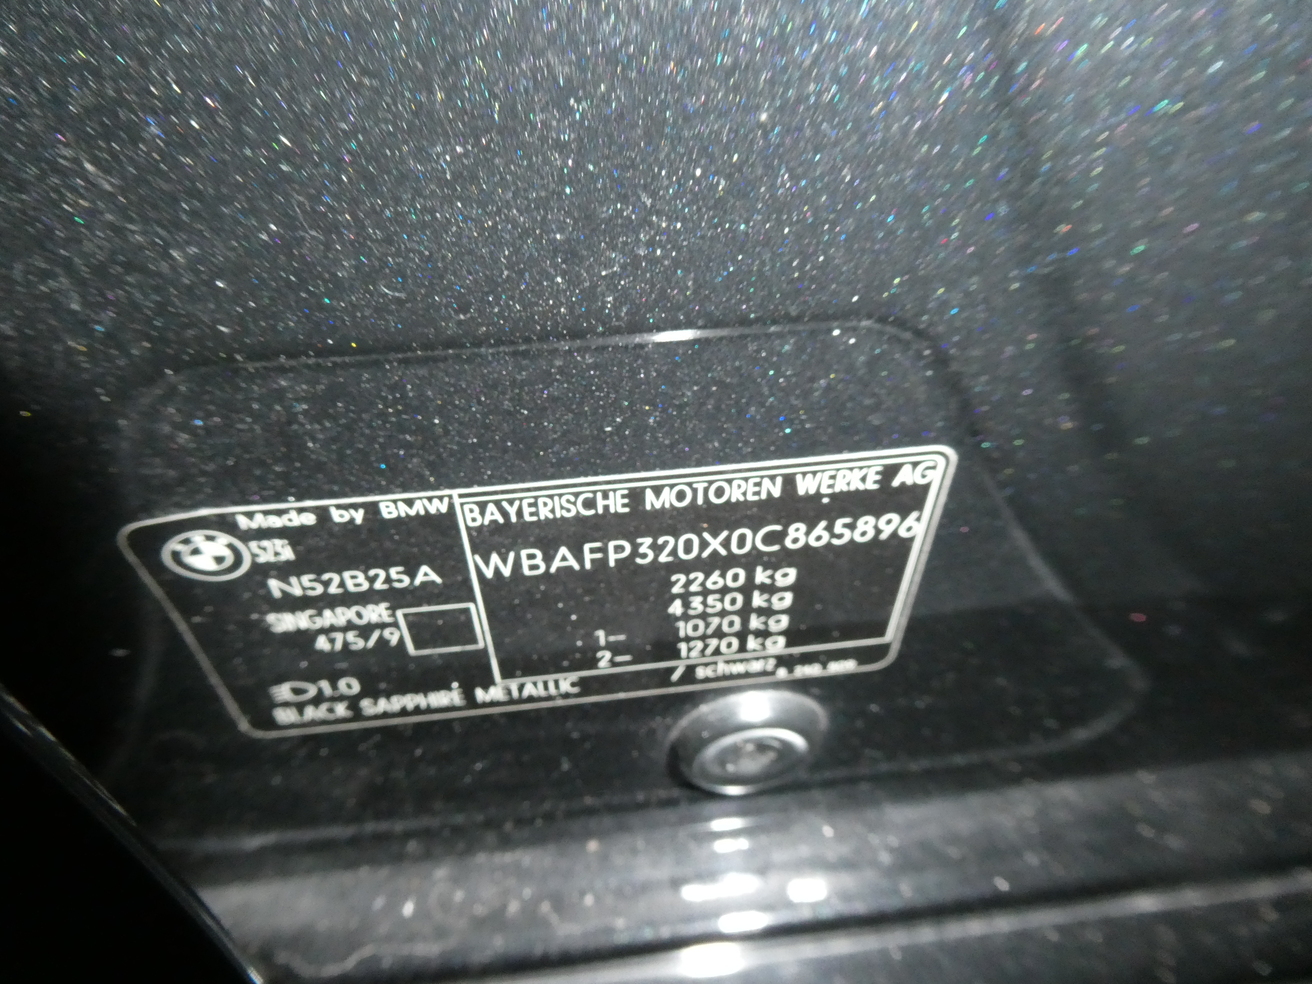 Made by BMW
523i
N52B25A
SINGAPORE
475/9
1.0
BLACK SAPPHIRE METALLIC / schwarz
BAYERISCHE MOTOREN WERKE AG
WBAFP320X0C865896
2260 kg
4350 kg
1– 1070 kg
2– 1270 kg